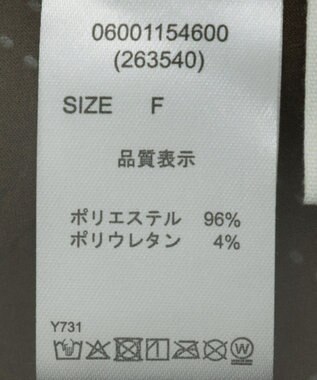 06001154600
(263540)
SIZE F
品質表示
ポリエステル 96%
ポリウレタン 4%
Y731
W